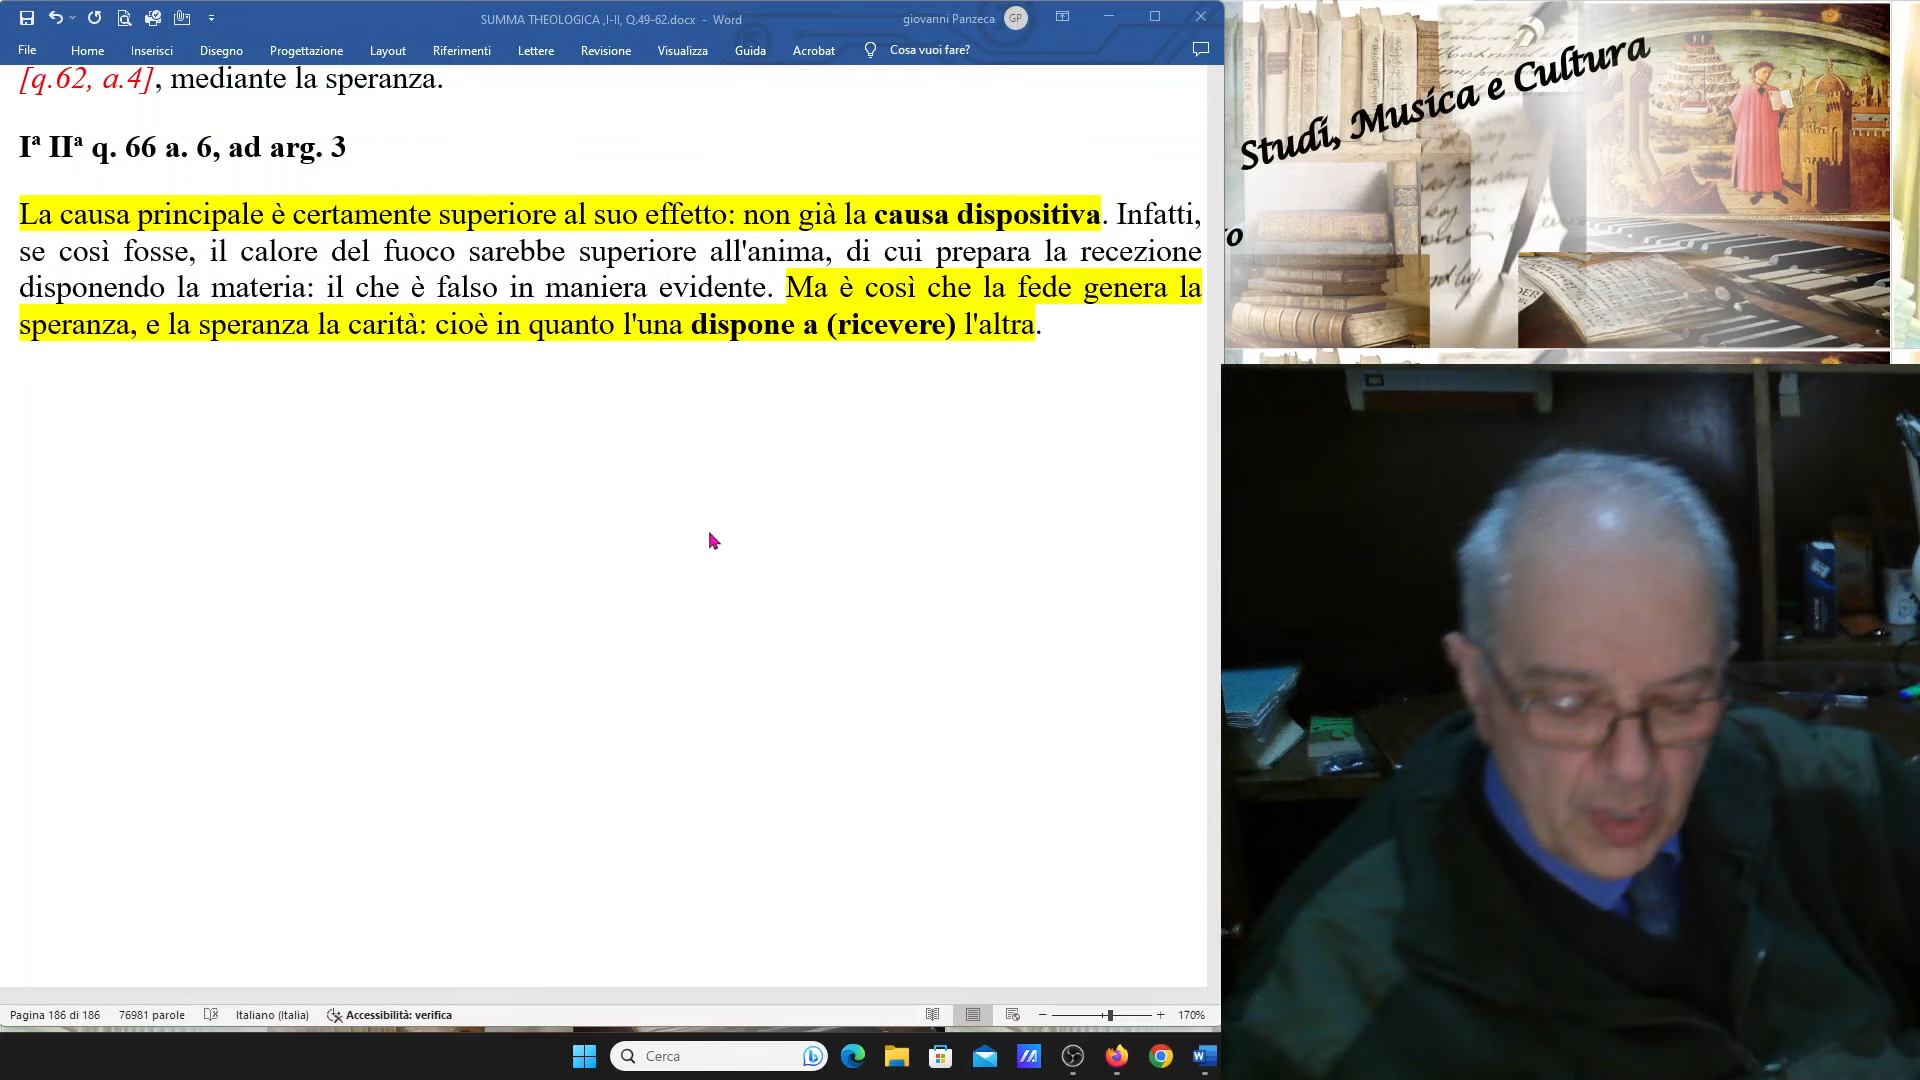 SUMMA THEOLOGICA ,I-II, Q.49-62.docx - Word
giovanni Panzeca GP
File Home Inserisci Disegno Progettazione Layout Riferimenti Lettere Revisione Visualizza Guida Acrobat Cosa vuoi fare?
[q.62, a.4], mediante la speranza.
Iª IIª q. 66 a. 6, ad arg. 3
La causa principale è certamente superiore al suo effetto: non già la causa dispositiva. Infatti,
se così fosse, il calore del fuoco sarebbe superiore all'anima, di cui prepara la recezione
disponendo la materia: il che è falso in maniera evidente. Ma è così che la fede genera la
speranza, e la speranza la carità: cioè in quanto l'una dispone a (ricevere) l'altra.
Studi, Musica e Cultura
Pagina 186 di 186 76981 parole Italiano (Italia) Accessibilità: verifica 170%
Cerca